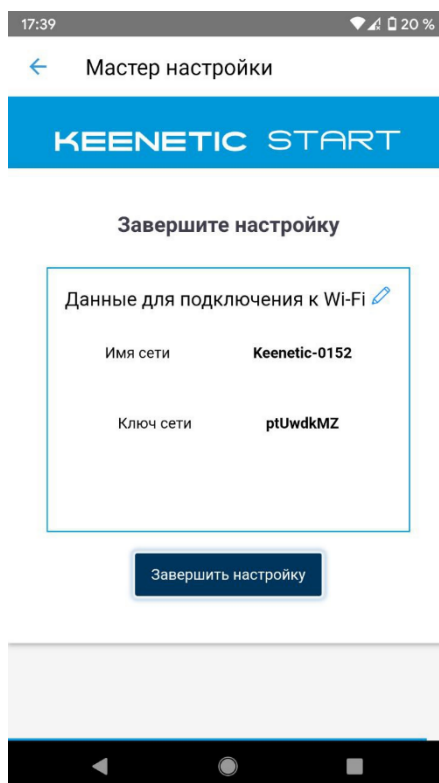 17:39 20 %
Мастер настройки
KEENETIC START
Завершите настройку
Данные для подключения к Wi-Fi
Имя сети Keenetic-0152
Ключ сети ptUwdkMZ
Завершить настройку